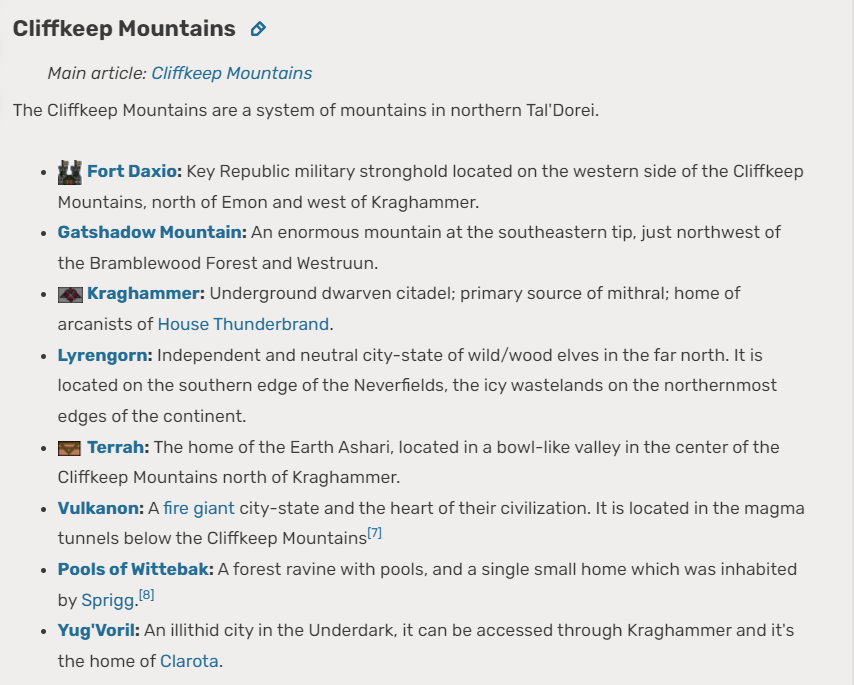 Cliffkeep Mountains
Main article: Cliffkeep Mountains
The Cliffkeep Mountains are a system of mountains in northern Tal'Dorei.
• Fort Daxio: Key Republic military stronghold located on the western side of the Cliffkeep
Mountains, north of Emon and west of Kraghammer.
• Gatshadow Mountain: An enormous mountain at the southeastern tip, just northwest of
the Bramblewood Forest and Westruun.
• Kraghammer: Underground dwarven citadel; primary source of mithral; home of
arcanists of House Thunderbrand.
• Lyrengorn: Independent and neutral city-state of wild/wood elves in the far north. It is
located on the southern edge of the Neverfields, the icy wastelands on the northernmost
edges of the continent.
• Terrah: The home of the Earth Ashari, located in a bowl-like valley in the center of the
Cliffkeep Mountains north of Kraghammer.
• Vulkanon: A fire giant city-state and the heart of their civilization. It is located in the magma
tunnels below the Cliffkeep Mountains[7]
• Pools of Wittebak: A forest ravine with pools, and a single small home which was inhabited
by Sprigg.[8]
• Yug'Voril: An illithid city in the Underdark, it can be accessed through Kraghammer and it's
the home of Clarota.